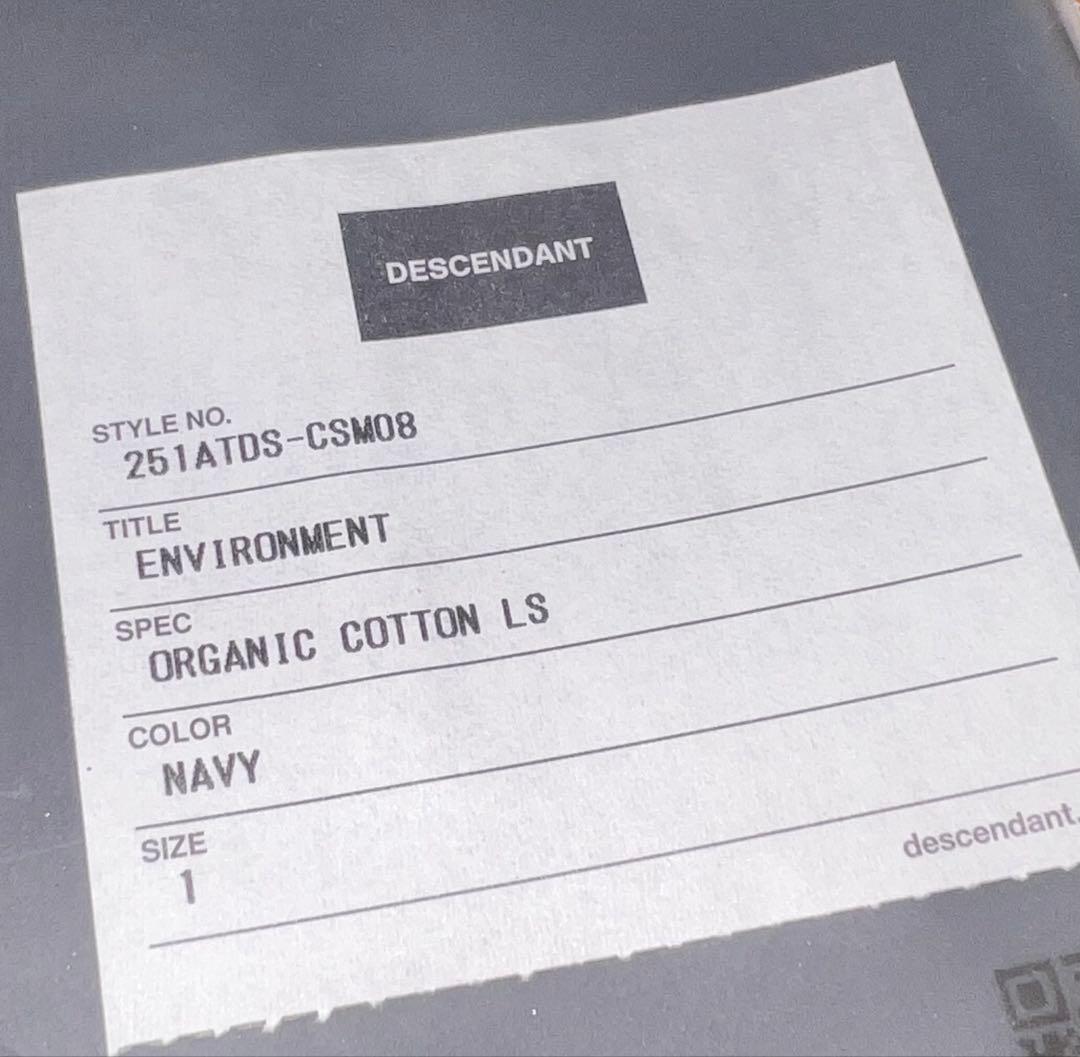 DESCENDANT
STYLE NO.
251ATDS-CSM08
TITLE
ENVIRONMENT
SPEC
ORGANIC COTTON LS
COLOR
NAVY
SIZE
1
descendant.